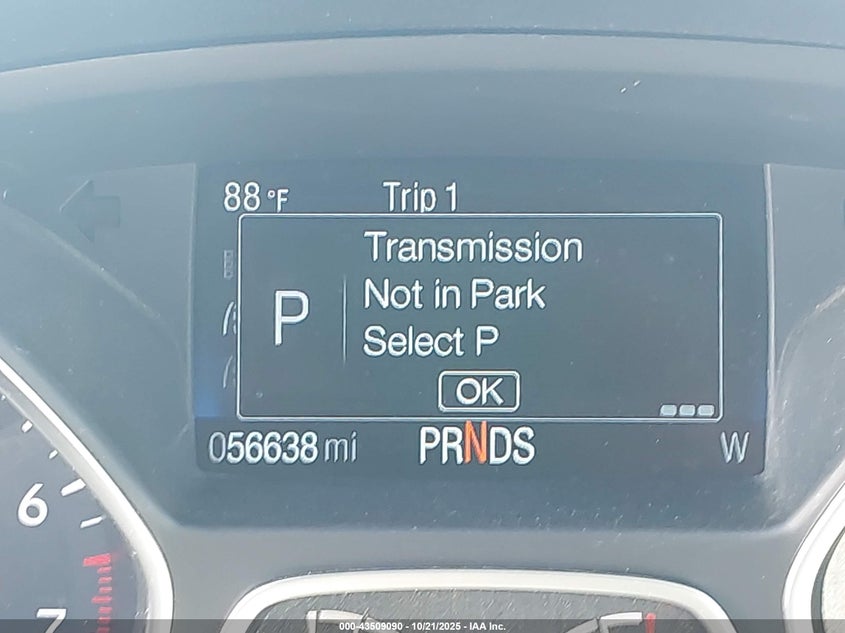 88 °F Trip 1
Transmission
Not in Park
P
Select P
OK
056638 mi PRNDS W
6
7
000-43509090 - 10/21/2025 - IAA Inc.